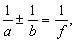 1/a ± 1/b = 1/f,